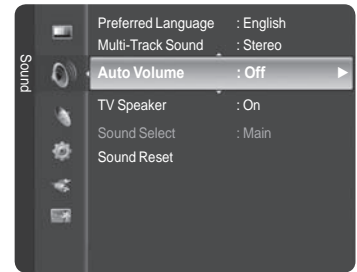 Sound
Preferred Language : English
Multi-Track Sound : Stereo
Auto Volume : Off
TV Speaker : On
Sound Select : Main
Sound Reset